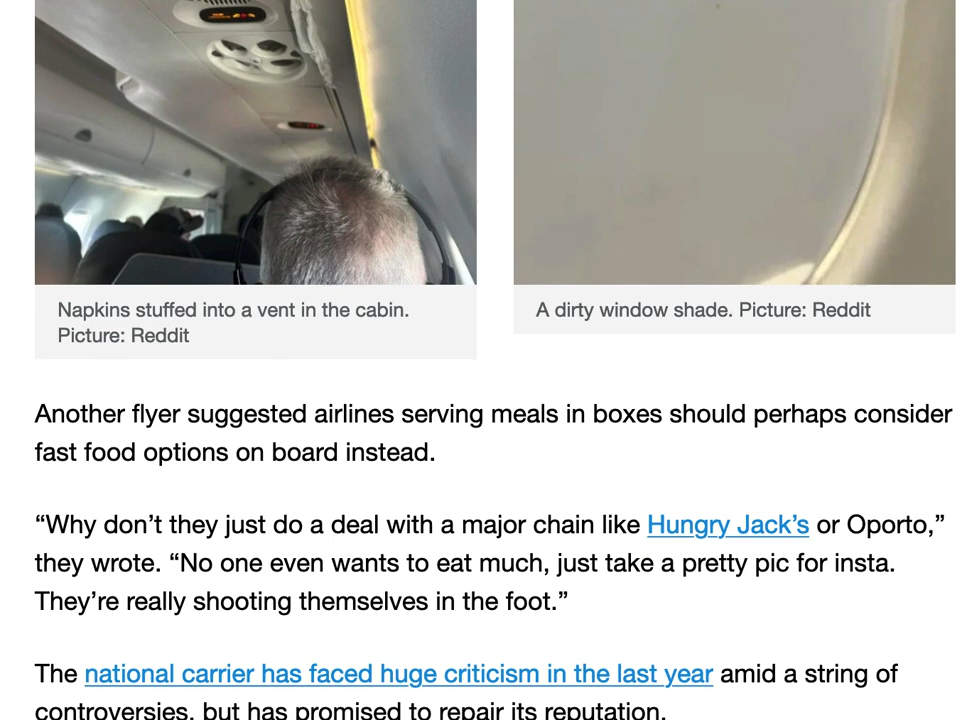 Napkins stuffed into a vent in the cabin.
Picture: Reddit
A dirty window shade. Picture: Reddit
Another flyer suggested airlines serving meals in boxes should perhaps consider
fast food options on board instead.
“Why don’t they just do a deal with a major chain like Hungry Jack’s or Oporto,”
they wrote. “No one even wants to eat much, just take a pretty pic for insta.
They’re really shooting themselves in the foot.”
The national carrier has faced huge criticism in the last year amid a string of
controversies, but has promised to repair its reputation.